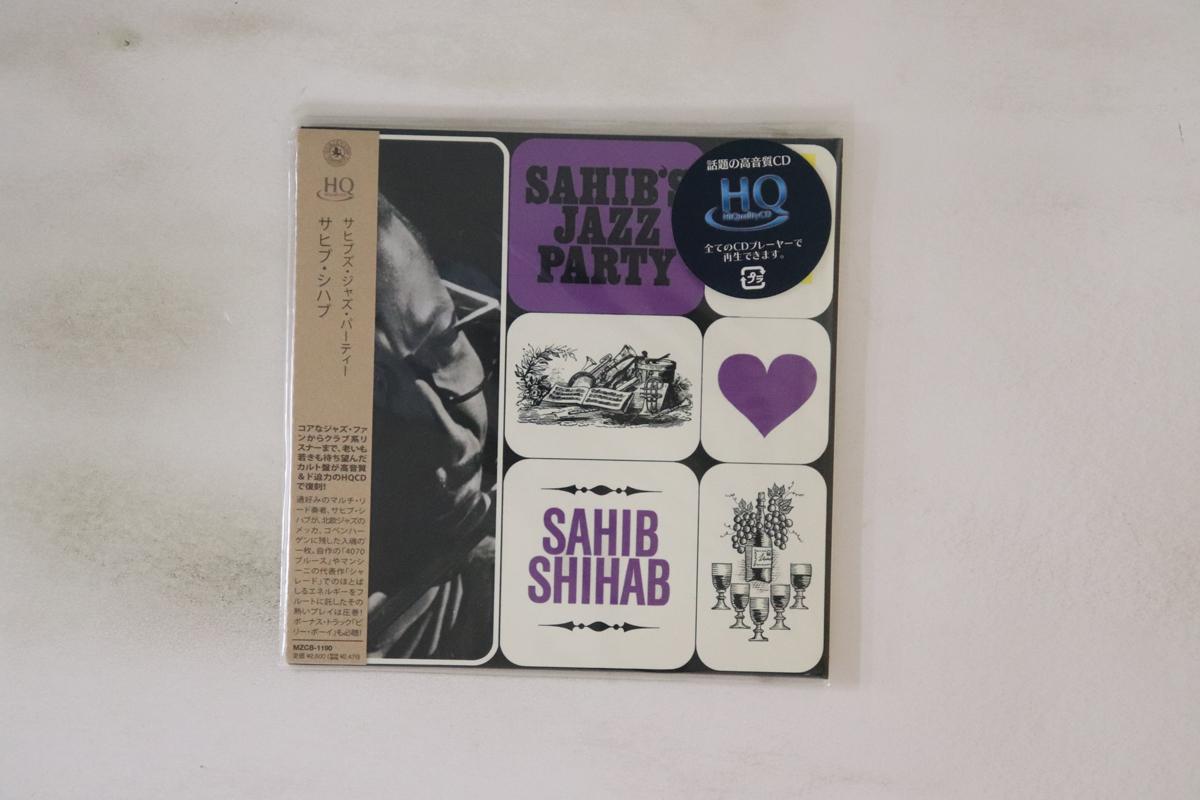 HQ
サヒブズ・ジャズ・パーティー
サヒブ・シハブ
コアなジャズ・ファ
ンからクラブ系リ
スナーまで、老いも
若きも待ち望んだ
カルト盤が高音質
&ド迫力のHQCD
で復刻!
通好みのマルチ・リ
ード奏者、サヒブ・シ
ハブが、北欧ジャズの
メッカ、コペンハー
ゲンに残した入魂の
一枚。自作の「4070
ブルース」やマンシ
ーニの代表作「シャ
レード」でのほとば
しるエネルギーをフ
ルートに託したその
熱いプレイは圧巻!
ボーナス・トラック「ビ
リー・ボーイ」も必聴!
MZCB-1190
定価 ¥2,600
SAHIB'S
JAZZ
PARTY
話題の高音質CD
HQ
HiQualityCD
全てのCDプレーヤーで
再生できます。
プラ
SAHIB
SHIHAB